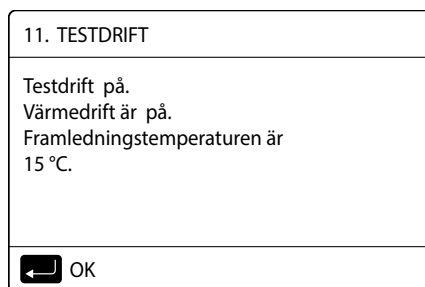 11. TESTDRIFT
Testdrift på.
Värmedrift är på.
Framledningstemperaturen är
15 °C.
OK